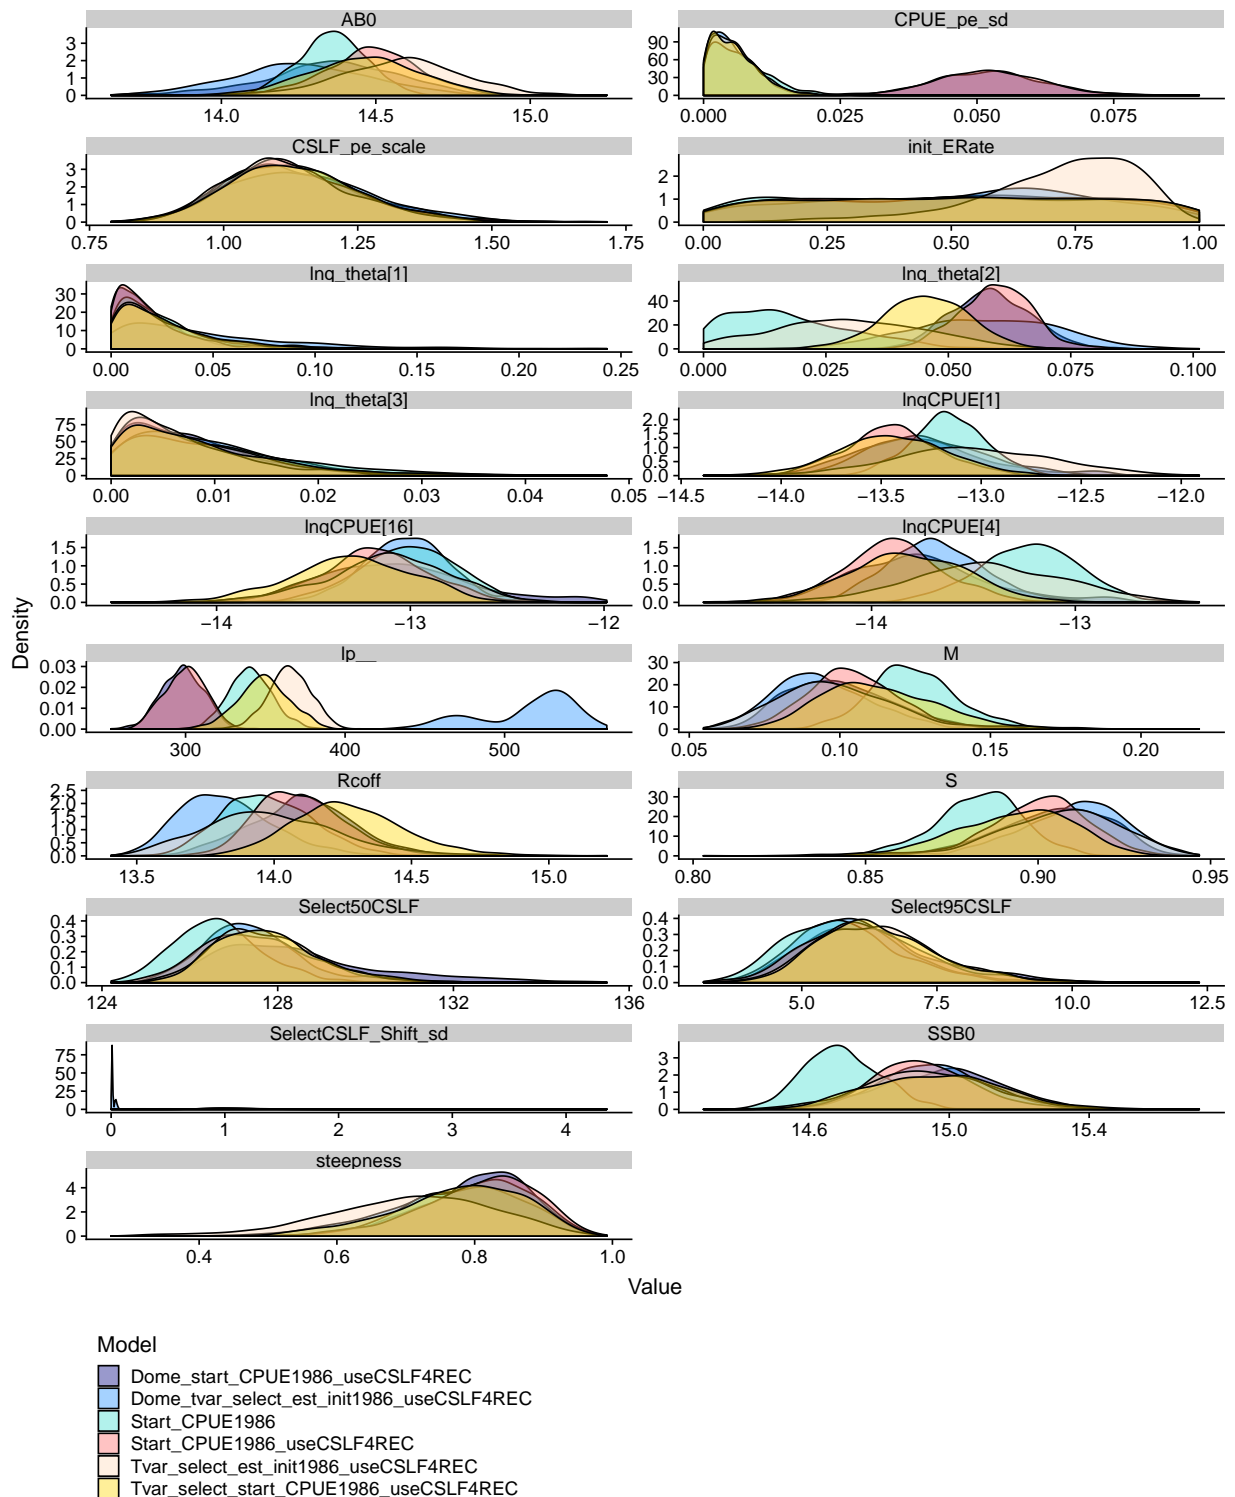 AB0
CPUE_pe_sd
0 1 2 3
14.0 14.5 15.0
0 30 60 90
0.000 0.025 0.050 0.075
CSLF_pe_scale
init_ERate
0 1 2 3
0.75 1.00 1.25 1.50 1.75
0 1 2
0.00 0.25 0.50 0.75 1.00
lnq_theta[1]
lnq_theta[2]
0 10 20 30
0.00 0.05 0.10 0.15 0.20 0.25
0 20 40
0.000 0.025 0.050 0.075 0.100
lnq_theta[3]
lnqCPUE[1]
0 25 50 75
0.00 0.01 0.02 0.03 0.04 0.05
0.0 0.5 1.0 1.5 2.0
−14.5 −14.0 −13.5 −13.0 −12.5 −12.0
lnqCPUE[16]
lnqCPUE[4]
0.0 0.5 1.0 1.5
−14 −13 −12
0.0 0.5 1.0 1.5
−14 −13
Density
lp__
M
0.00 0.01 0.02 0.03
300 400 500
0 10 20 30
0.05 0.10 0.15 0.20
Rcoff
S
0.0 0.5 1.0 1.5 2.0 2.5
13.5 14.0 14.5 15.0
0 10 20 30
0.80 0.85 0.90 0.95
Select50CSLF
Select95CSLF
0.0 0.1 0.2 0.3 0.4
124 128 132 136
0.0 0.1 0.2 0.3 0.4
5.0 7.5 10.0 12.5
SelectCSLF_Shift_sd
SSB0
0 25 50 75
0 1 2 3 4
0 1 2 3
14.6 15.0 15.4
steepness
0 2 4
0.4 0.6 0.8 1.0
Value
Model
Dome_start_CPUE1986_useCSLF4REC
Dome_tvar_select_est_init1986_useCSLF4REC
Start_CPUE1986
Start_CPUE1986_useCSLF4REC
Tvar_select_est_init1986_useCSLF4REC
Tvar_select_start_CPUE1986_useCSLF4REC